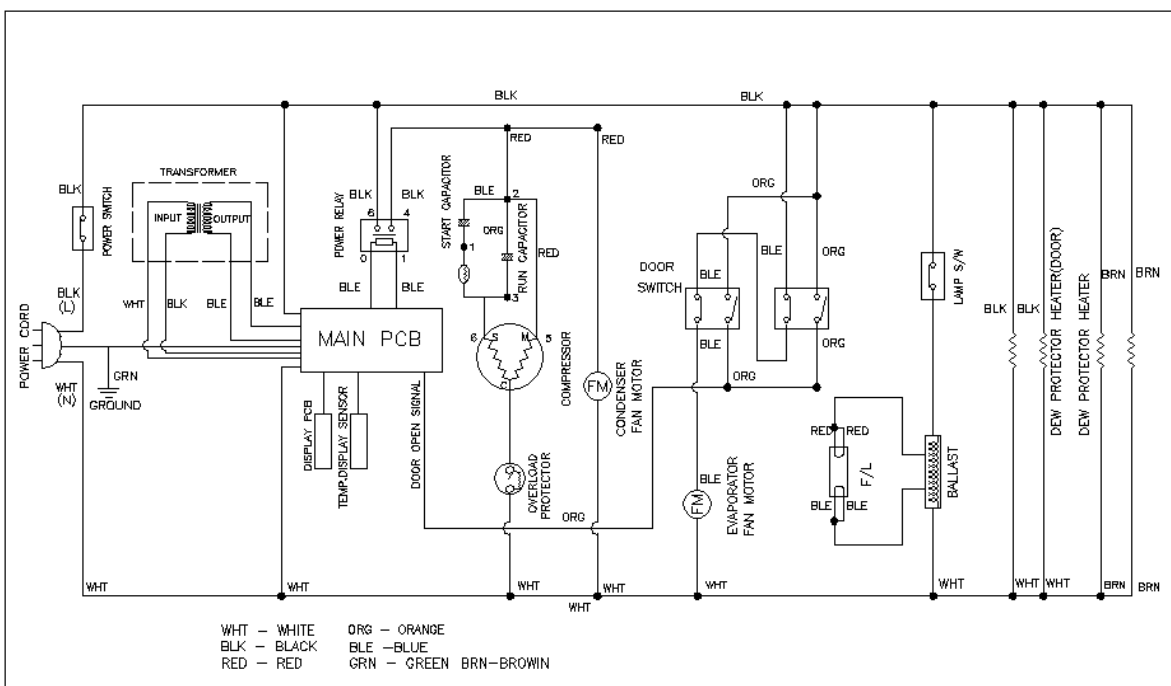 BLK
BLK
RED
RED
TRANSFORMER
INPUT
OUTPUT
BLK
POWER SWITCH
BLK
(L)
POWER CORD
WHT
(N)
GRN
GROUND
WHT
BLK
BLE
BLE
POWER RELAY
BLK
BLK
6
4
0
1
BLE
BLE
MAIN PCB
DISPLAY PCB
TEMP.DISPLAY SENSOR
DOOR OPEN SIGNAL
START CAPACITOR
BLE
2
ORG
1
RUN CAPACITOR
RED
3
6
S
M
5
C
COMPRESSOR
OVERLOAD
PROTECTOR
FM
CONDENSER
FAN MOTOR
ORG
DOOR
SWITCH
BLE
BLE
ORG
BLE
ORG
ORG
ORG
BLE
FM
EVAPORATOR
FAN MOTOR
LAMP S/W
RED
RED
F/L
BLE
BLE
BALLAST
BLK
BLK
DEW PROTECTOR HEATER(DOOR)
DEW PROTECTOR HEATER
BRN
BRN
WHT
WHT
WHT
WHT
WHT
WHT
WHT
WHT
WHT
BRN
BRN
WHT - WHITE
ORG - ORANGE
BLK - BLACK
BLE -BLUE
RED - RED
GRN - GREEN BRN-BROWIN